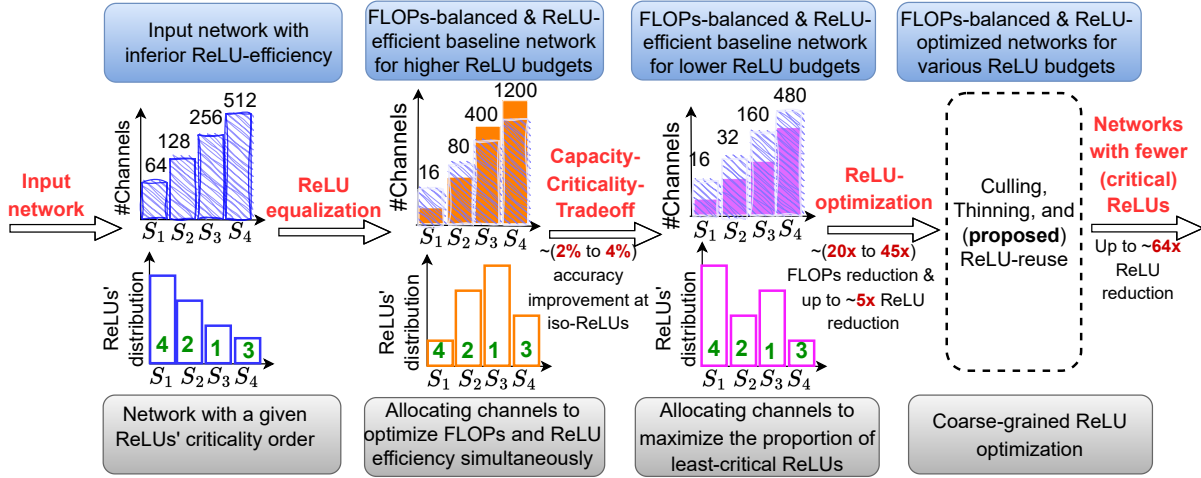 Input network with
inferior ReLU-efficiency
FLOPs-balanced & ReLU-
efficient baseline network
for higher ReLU budgets
FLOPs-balanced & ReLU-
efficient baseline network
for lower ReLU budgets
FLOPs-balanced & ReLU-
optimized networks for
various ReLU budgets
Input
network
#Channels
64
128
256
512
S1 S2 S3 S4
ReLUs'
distribution
4 2 1 3
S1 S2 S3 S4
Network with a given
ReLUs' criticality order
ReLU
equalization
#Channels
16
80
400
1200
S1 S2 S3 S4
ReLUs'
distribution
4 2 1 3
S1 S2 S3 S4
Allocating channels to
optimize FLOPs and ReLU
efficiency simultaneously
Capacity-
Criticality-
Tradeoff
~(2% to 4%)
accuracy
improvement at
iso-ReLUs
#Channels
16
32
160
480
S1 S2 S3 S4
ReLUs'
distribution
4 2 1 3
S1 S2 S3 S4
Allocating channels to
maximize the proportion of
least-critical ReLUs
ReLU-
optimization
~(20x to 45x)
FLOPs reduction &
up to ~5x ReLU
reduction
Culling,
Thinning, and
(proposed)
ReLU-reuse
Coarse-grained ReLU
optimization
Networks
with fewer
(critical)
ReLUs
Up to ~64x
ReLU
reduction